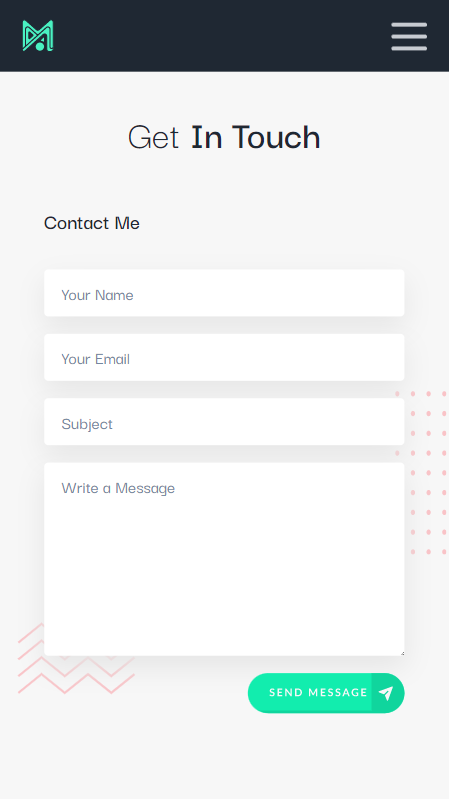 Get In Touch
Contact Me
Your Name
Your Email
Subject
Write a Message
SEND MESSAGE